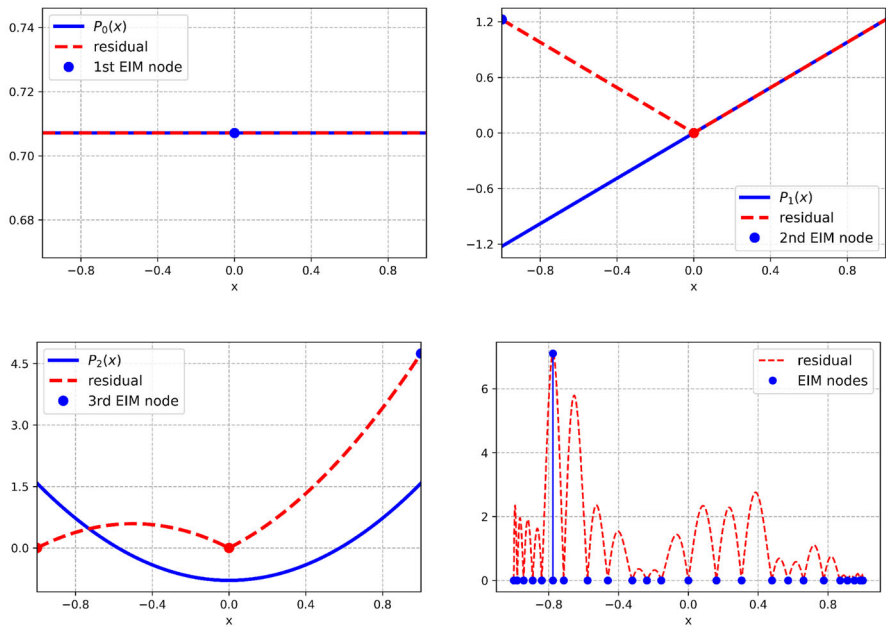 0.74
0.72
0.70
0.68
P₀(x)
residual
1st EIM node
−0.8 −0.4 0.0 0.4 0.8
x
1.2
0.6
0.0
−0.6
−1.2
P₁(x)
residual
2nd EIM node
−0.8 −0.4 0.0 0.4 0.8
x
4.5
3.0
1.5
0.0
P₂(x)
residual
3rd EIM node
−0.8 −0.4 0.0 0.4 0.8
x
6
4
2
0
residual
EIM nodes
−0.8 −0.4 0.0 0.4 0.8
x